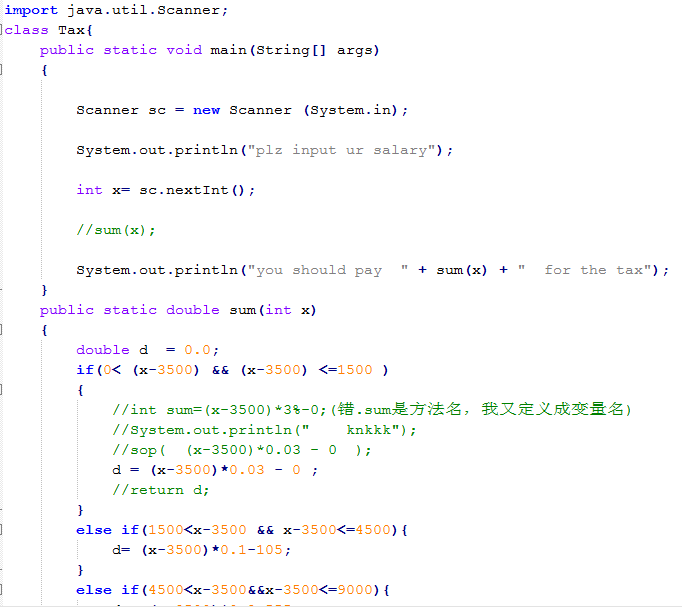 import java.util.Scanner;
class Tax{
public static void main(String[] args)
{
Scanner sc = new Scanner (System.in);
System.out.println("plz input ur salary");
int x= sc.nextInt();
//sum(x);
System.out.println("you should pay  " + sum(x) + "  for the tax");
}
public static double sum(int x)
{
double d  = 0.0;
if(0< (x-3500) && (x-3500) <=1500 )
{
//int sum=(x-3500)*3%-0;(错.sum是方法名，我又定义成变量名)
//System.out.println("    knkkk");
//sop(  (x-3500)*0.03 - 0  );
d = (x-3500)*0.03 - 0 ;
//return d;
}
else if(1500<x-3500 && x-3500<=4500){
d= (x-3500)*0.1-105;
}
else if(4500<x-3500&&x-3500<=9000){